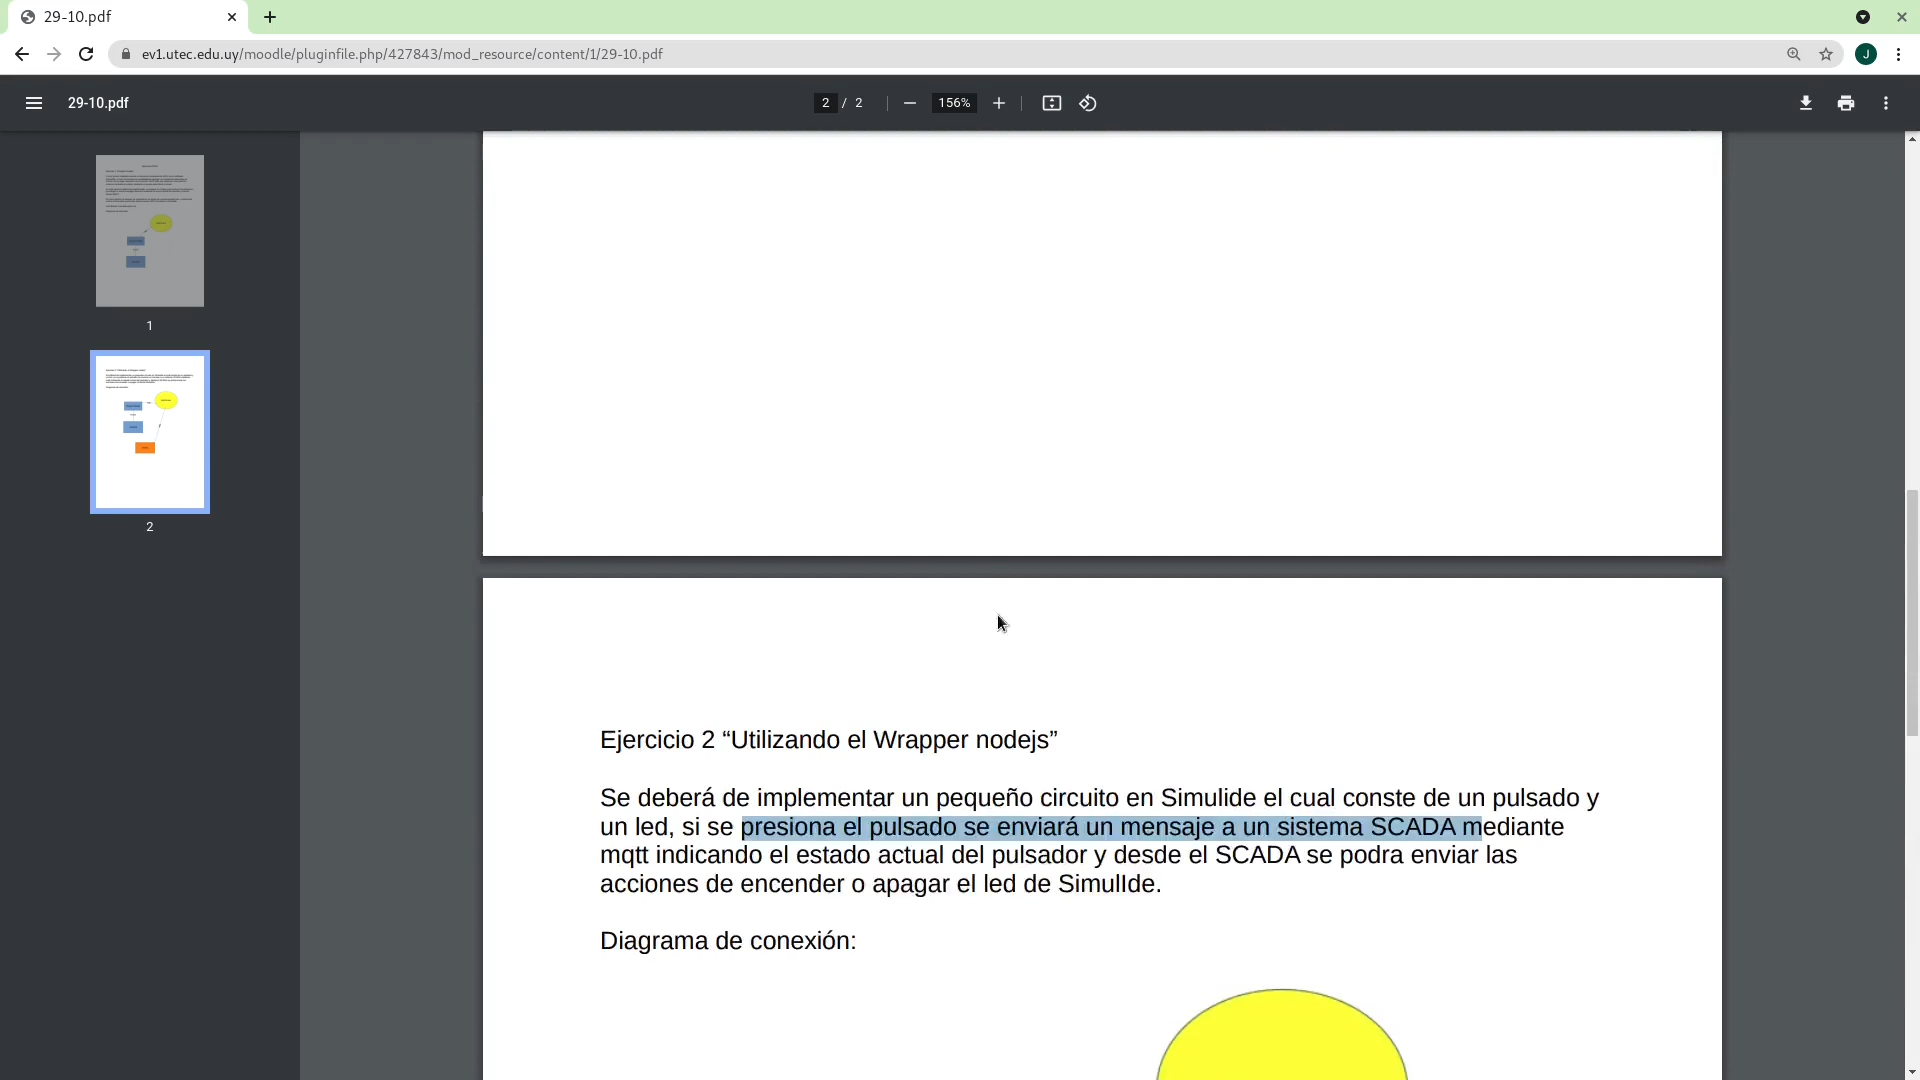 29-10.pdf
ev1.utec.edu.uy/moodle/pluginfile.php/427843/mod_resource/content/1/29-10.pdf
J
29-10.pdf
2 / 2
156%
1
2
Ejercicio 2 “Utilizando el Wrapper nodejs”
Se deberá de implementar un pequeño circuito en Simulide el cual conste de un pulsado y
un led, si se presiona el pulsado se enviará un mensaje a un sistema SCADA mediante
mqtt indicando el estado actual del pulsador y desde el SCADA se podra enviar las
acciones de encender o apagar el led de SimulIde.
Diagrama de conexión: